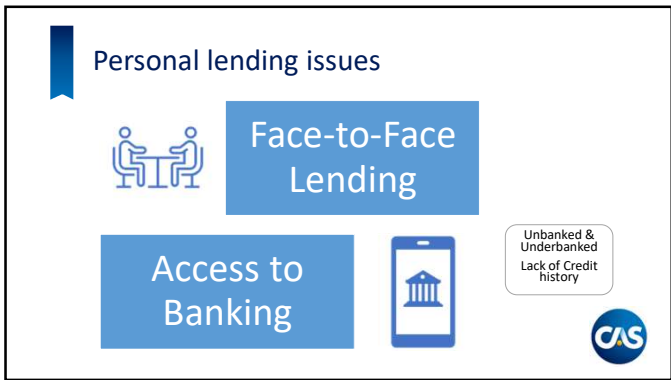 Personal lending issues
Face-to-Face
Lending
Access to
Banking
Unbanked &
Underbanked
Lack of Credit
history
CAS